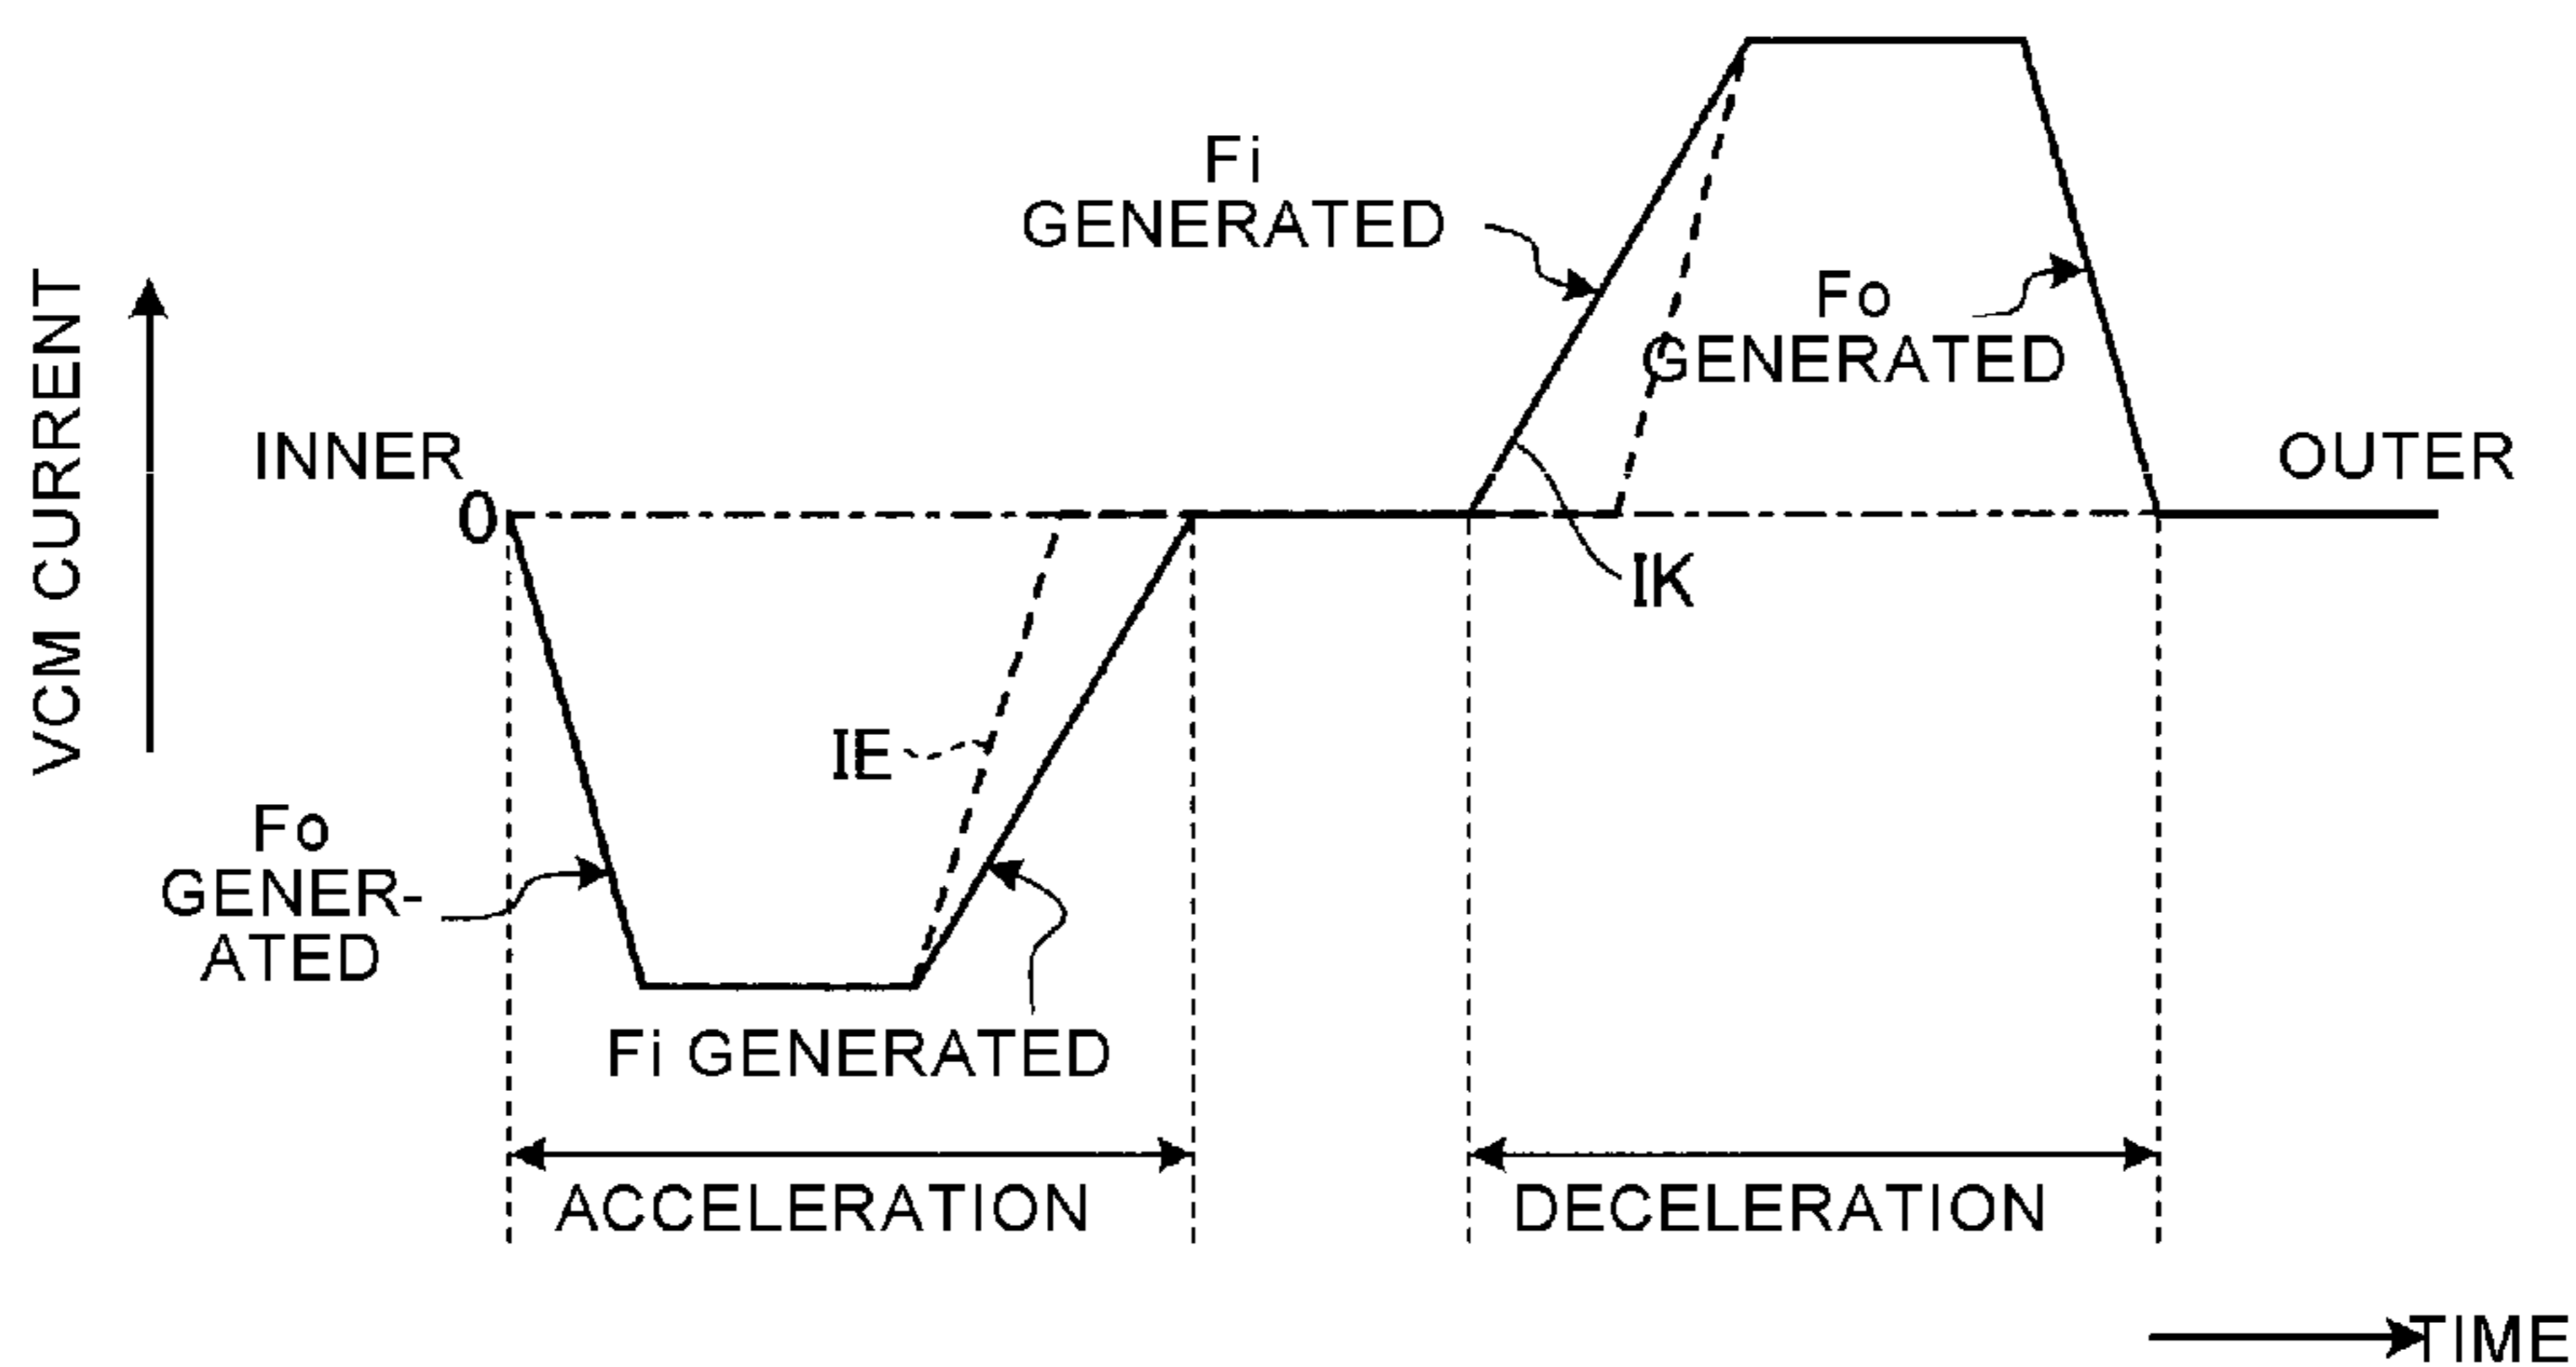 Fi
GENERATED
Fo
GENERATED
VCM CURRENT
INNER
0
OUTER
IK
IE
Fo
GENER-
ATED
Fi GENERATED
ACCELERATION
DECELERATION
TIME